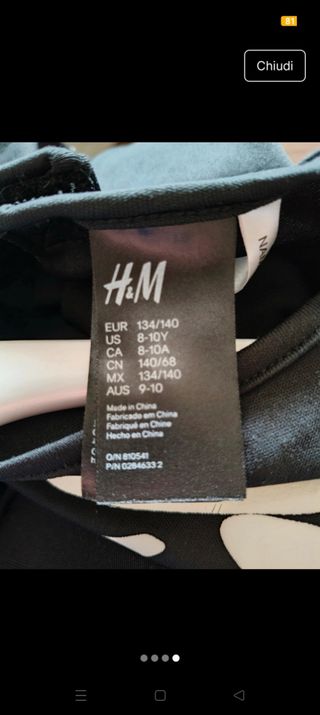 81
Chiudi
H&M
EUR 134/140
US 8-10Y
CA 8-10A
CN 140/68
MX 134/140
AUS 9-10
Made in China
Fabricado em China
Fabriqué en China
Hecho en China
O/N 810541
P/N 0284633 2